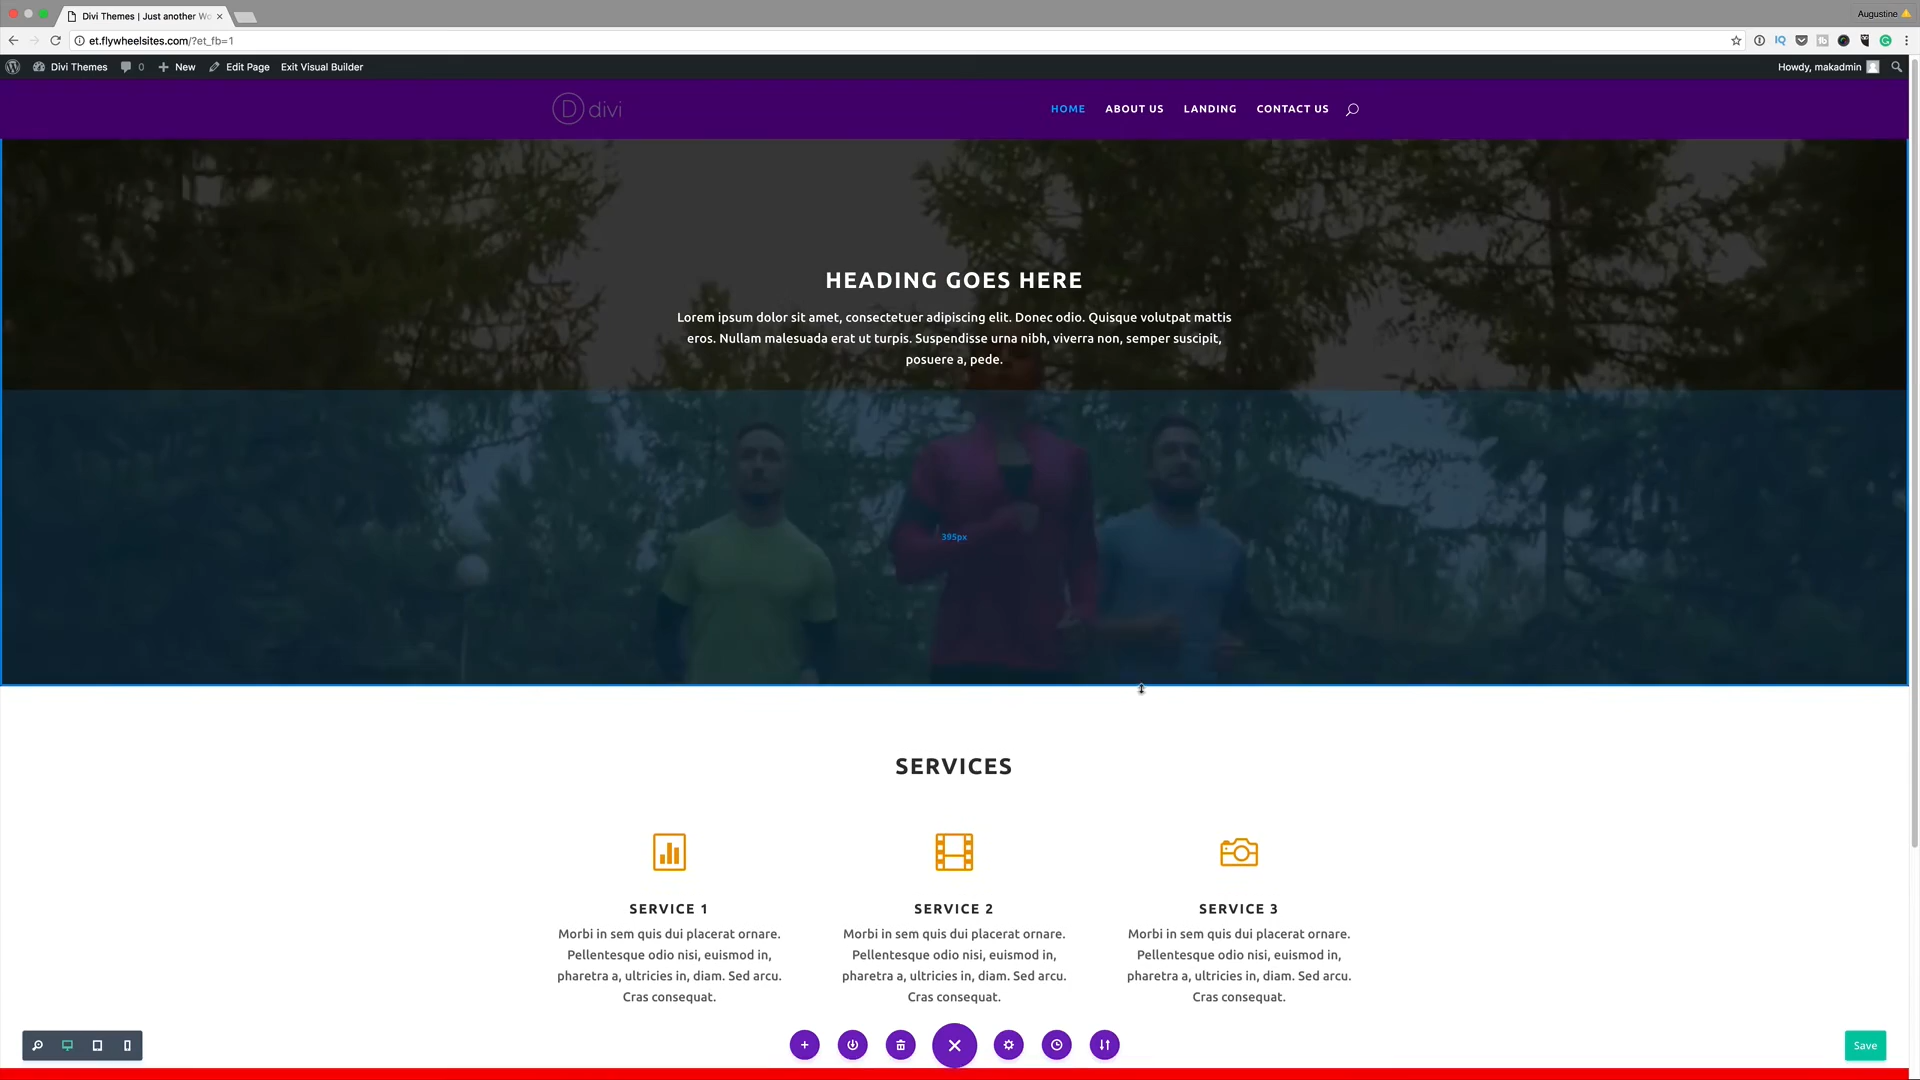 Divi Themes | Just another Wo
Augustine
et.flywheelsites.com/?et_fb=1
Divi Themes 0 New Edit Page Exit Visual Builder Howdy, makadmin
D divi HOME ABOUT US LANDING CONTACT US
HEADING GOES HERE
Lorem ipsum dolor sit amet, consectetuer adipiscing elit. Donec odio. Quisque volutpat mattis
eros. Nullam malesuada erat ut turpis. Suspendisse urna nibh, viverra non, semper suscipit,
posuere a, pede.
395px
SERVICES
SERVICE 1
Morbi in sem quis dui placerat ornare.
Pellentesque odio nisi, euismod in,
pharetra a, ultricies in, diam. Sed arcu.
Cras consequat.
SERVICE 2
Morbi in sem quis dui placerat ornare.
Pellentesque odio nisi, euismod in,
pharetra a, ultricies in, diam. Sed arcu.
Cras consequat.
SERVICE 3
Morbi in sem quis dui placerat ornare.
Pellentesque odio nisi, euismod in,
pharetra a, ultricies in, diam. Sed arcu.
Cras consequat.
Save